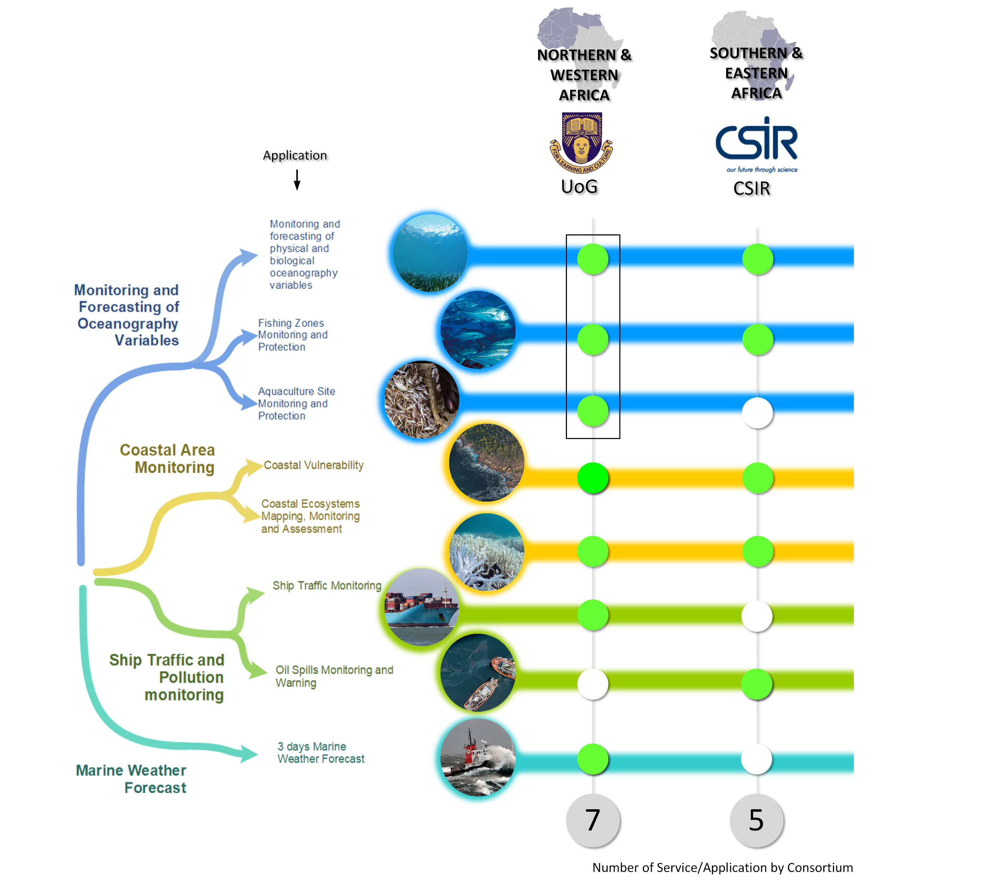 NORTHERN &
WESTERN
AFRICA
SOUTHERN &
EASTERN
AFRICA
FOR LEARNING AND CULTURE
CSIR
our future through science
UoG
CSIR
Application
Monitoring and
Forecasting of
Oceanography
Variables
Monitoring and
forecasting of
physical and
biological
oceanography
variables
Fishing Zones
Monitoring and
Protection
Aquaculture Site
Monitoring and
Protection
Coastal Area
Monitoring
Coastal Vulnerability
Coastal Ecosystems
Mapping, Monitoring
and Assessment
Ship Traffic and
Pollution
monitoring
Ship Traffic Monitoring
Oil Spills Monitoring and
Warning
Marine Weather
Forecast
3 days Marine
Weather Forecast
7
5
Number of Service/Application by Consortium